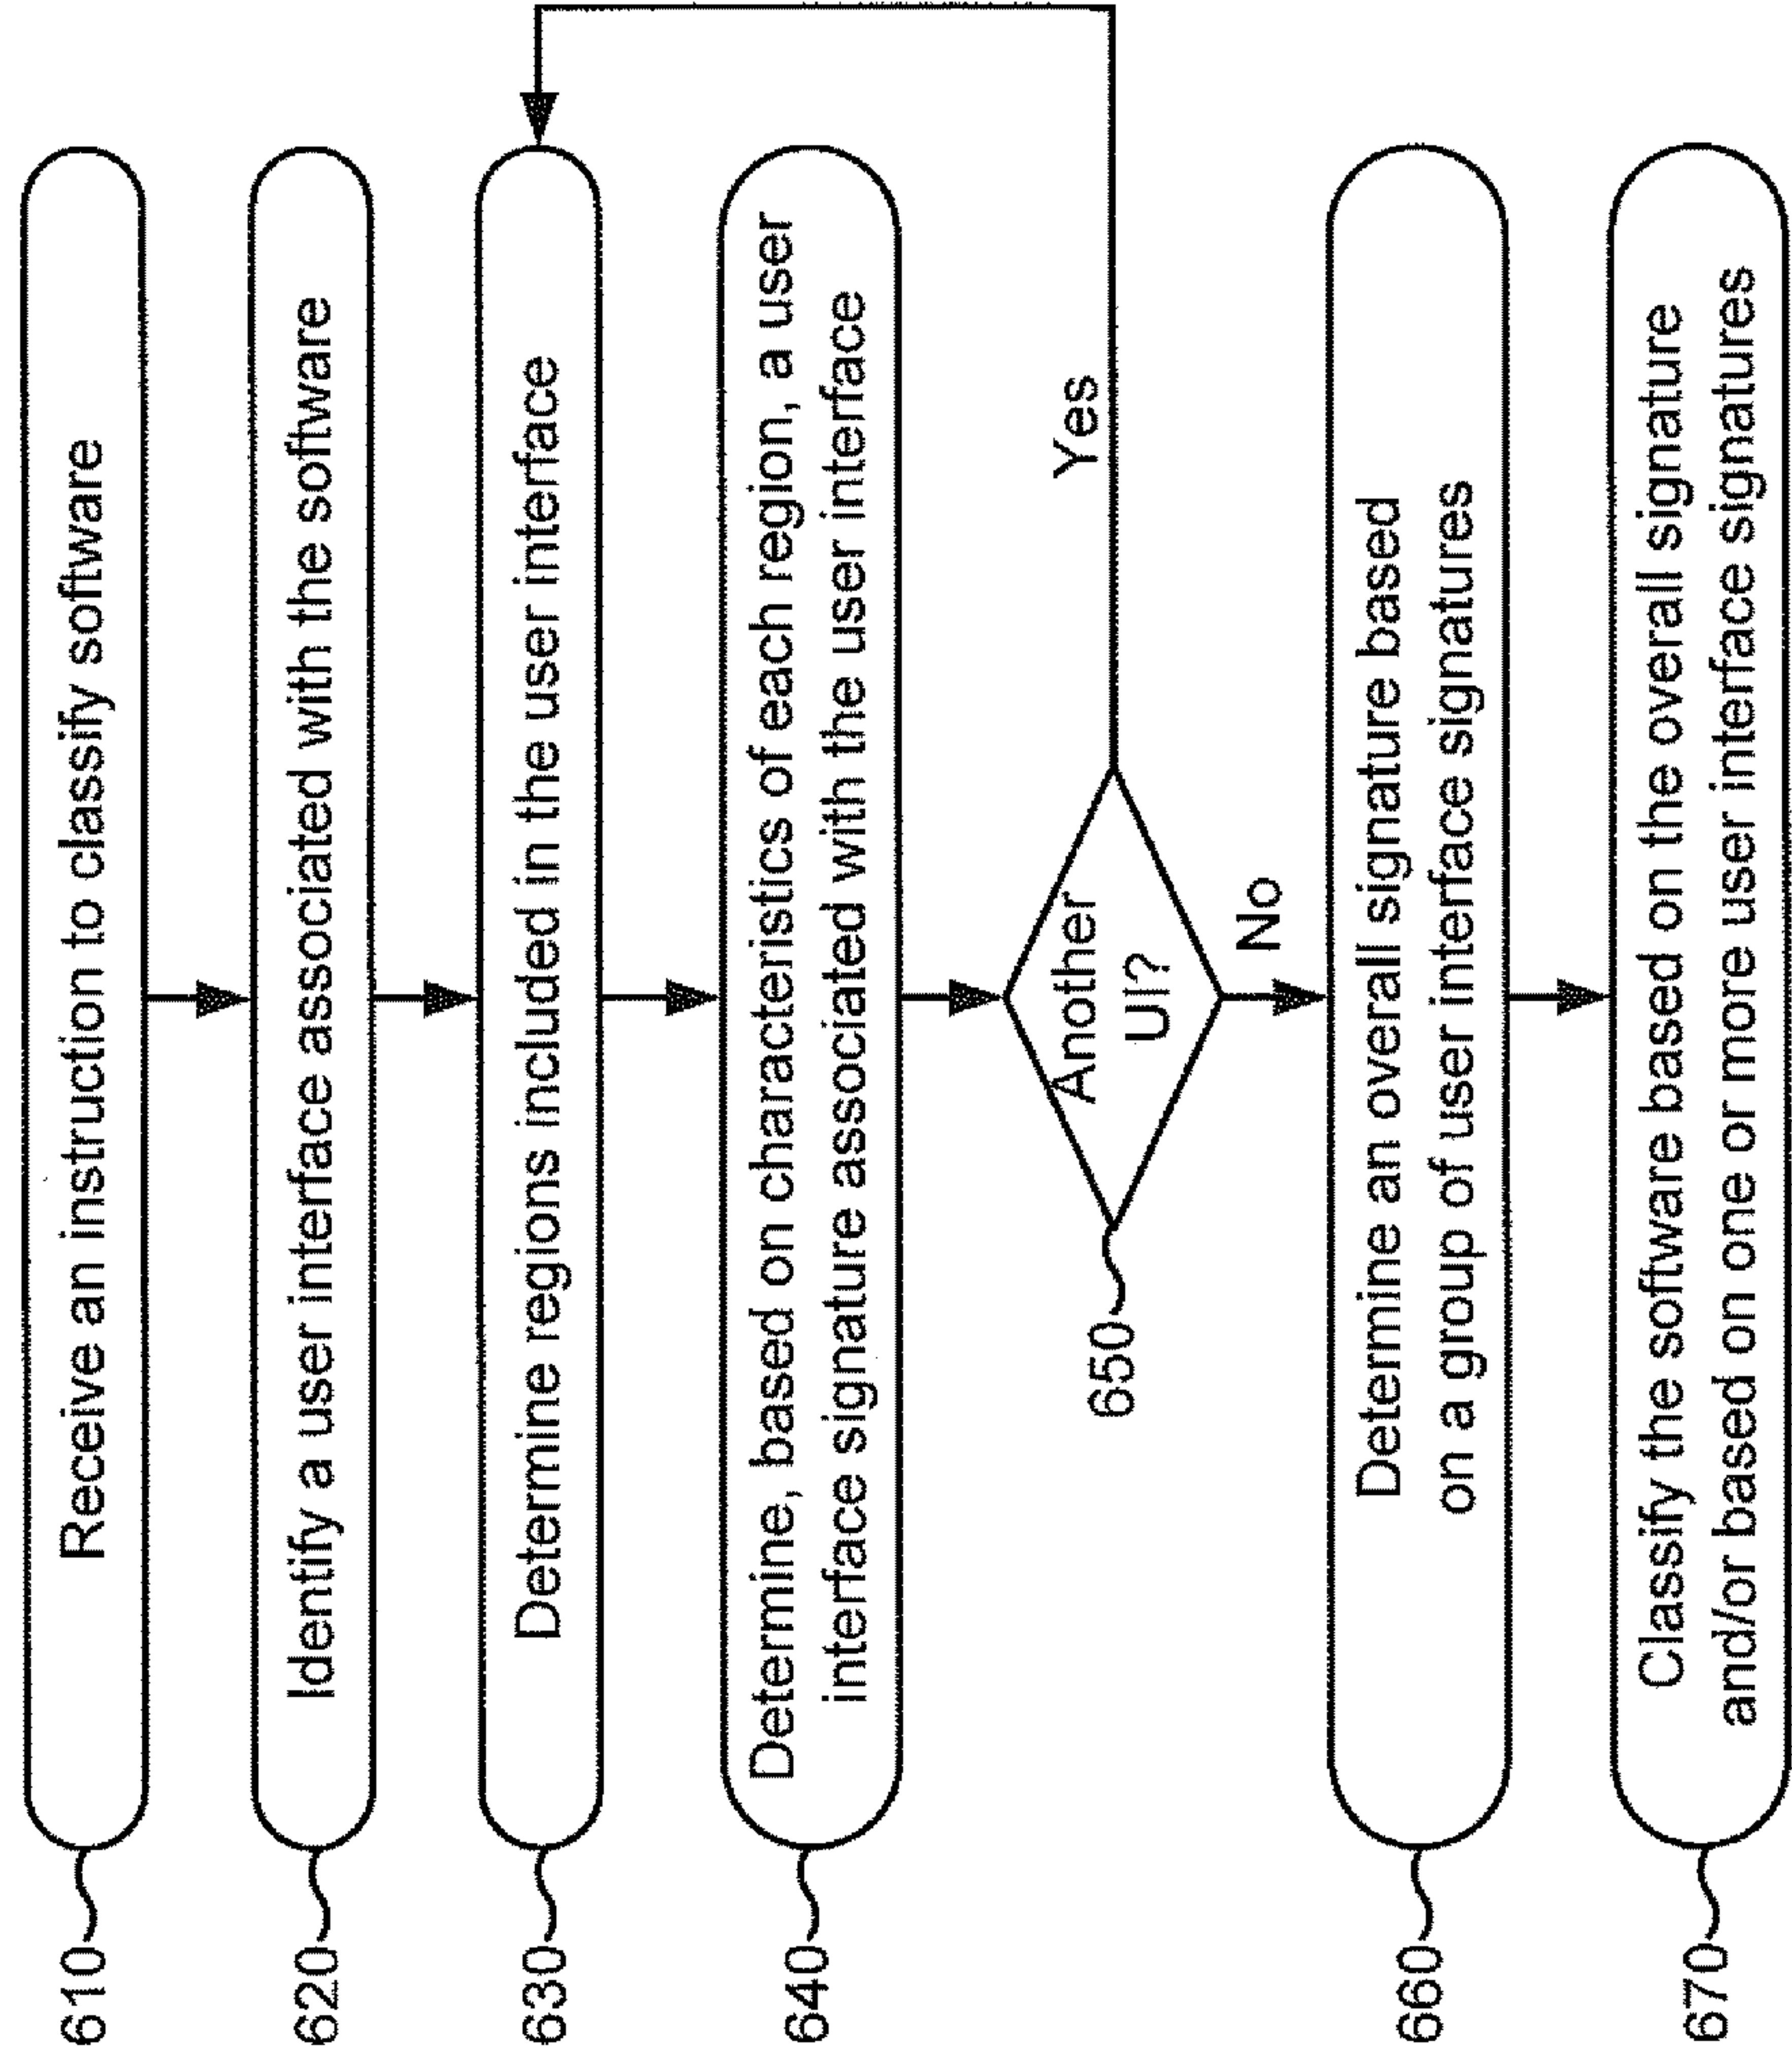 610
Receive an instruction to classify software
620
Identify a user interface associated with the software
630
Determine regions included in the user interface
640
Determine, based on characteristics of each region, a user
interface signature associated with the user interface
650
Another
UI?
Yes
No
660
Determine an overall signature based
on a group of user interface signatures
670
Classify the software based on the overall signature
and/or based on one or more user interface signatures